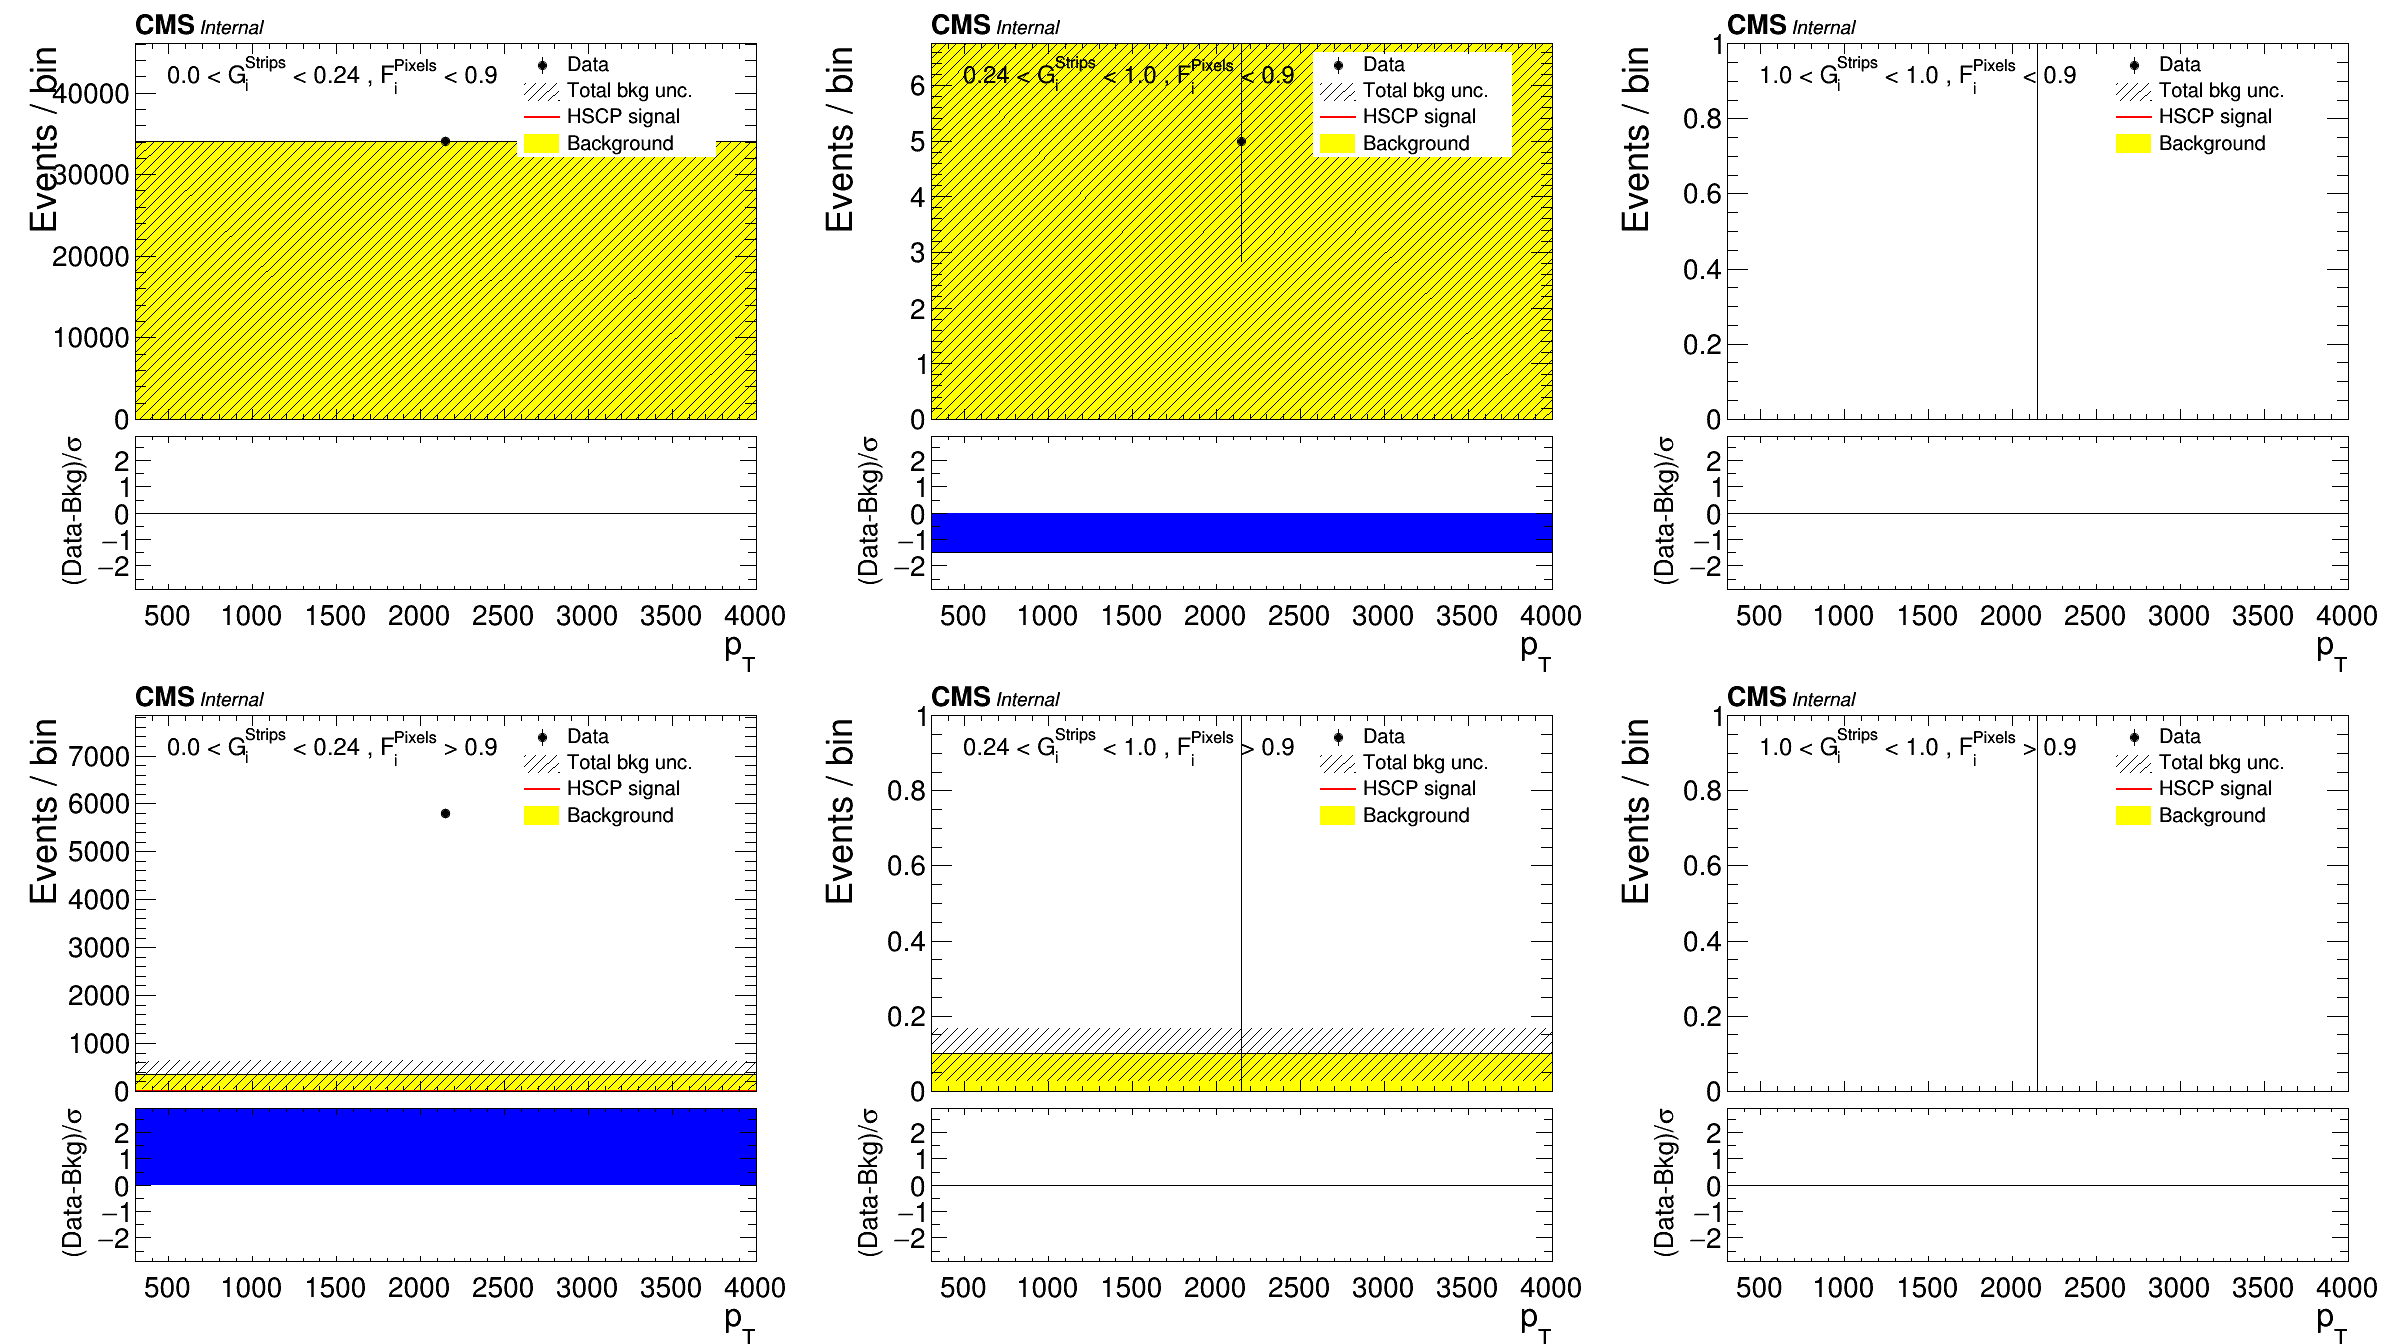 CMS Internal
Events / bin
0.0 < G_i^Strips < 0.24 , F_i^Pixels < 0.9
Data
Total bkg unc.
HSCP signal
Background
40000
30000
20000
10000
0
(Data-Bkg)/σ
2
1
0
−1
−2
500 1000 1500 2000 2500 3000 3500 4000
p_T
CMS Internal
Events / bin
0.24 < G_i^Strips < 1.0 , F_i^Pixels < 0.9
Data
Total bkg unc.
HSCP signal
Background
6
5
4
3
2
1
0
(Data-Bkg)/σ
2
1
0
−1
−2
500 1000 1500 2000 2500 3000 3500 4000
p_T
CMS Internal
Events / bin
1.0 < G_i^Strips < 1.0 , F_i^Pixels < 0.9
Data
Total bkg unc.
HSCP signal
Background
1
0.8
0.6
0.4
0.2
0
(Data-Bkg)/σ
2
1
0
−1
−2
500 1000 1500 2000 2500 3000 3500 4000
p_T
CMS Internal
Events / bin
0.0 < G_i^Strips < 0.24 , F_i^Pixels > 0.9
Data
Total bkg unc.
HSCP signal
Background
7000
6000
5000
4000
3000
2000
1000
0
(Data-Bkg)/σ
2
1
0
−1
−2
500 1000 1500 2000 2500 3000 3500 4000
p_T
CMS Internal
Events / bin
0.24 < G_i^Strips < 1.0 , F_i^Pixels > 0.9
Data
Total bkg unc.
HSCP signal
Background
1
0.8
0.6
0.4
0.2
0
(Data-Bkg)/σ
2
1
0
−1
−2
500 1000 1500 2000 2500 3000 3500 4000
p_T
CMS Internal
Events / bin
1.0 < G_i^Strips < 1.0 , F_i^Pixels > 0.9
Data
Total bkg unc.
HSCP signal
Background
1
0.8
0.6
0.4
0.2
0
(Data-Bkg)/σ
2
1
0
−1
−2
500 1000 1500 2000 2500 3000 3500 4000
p_T